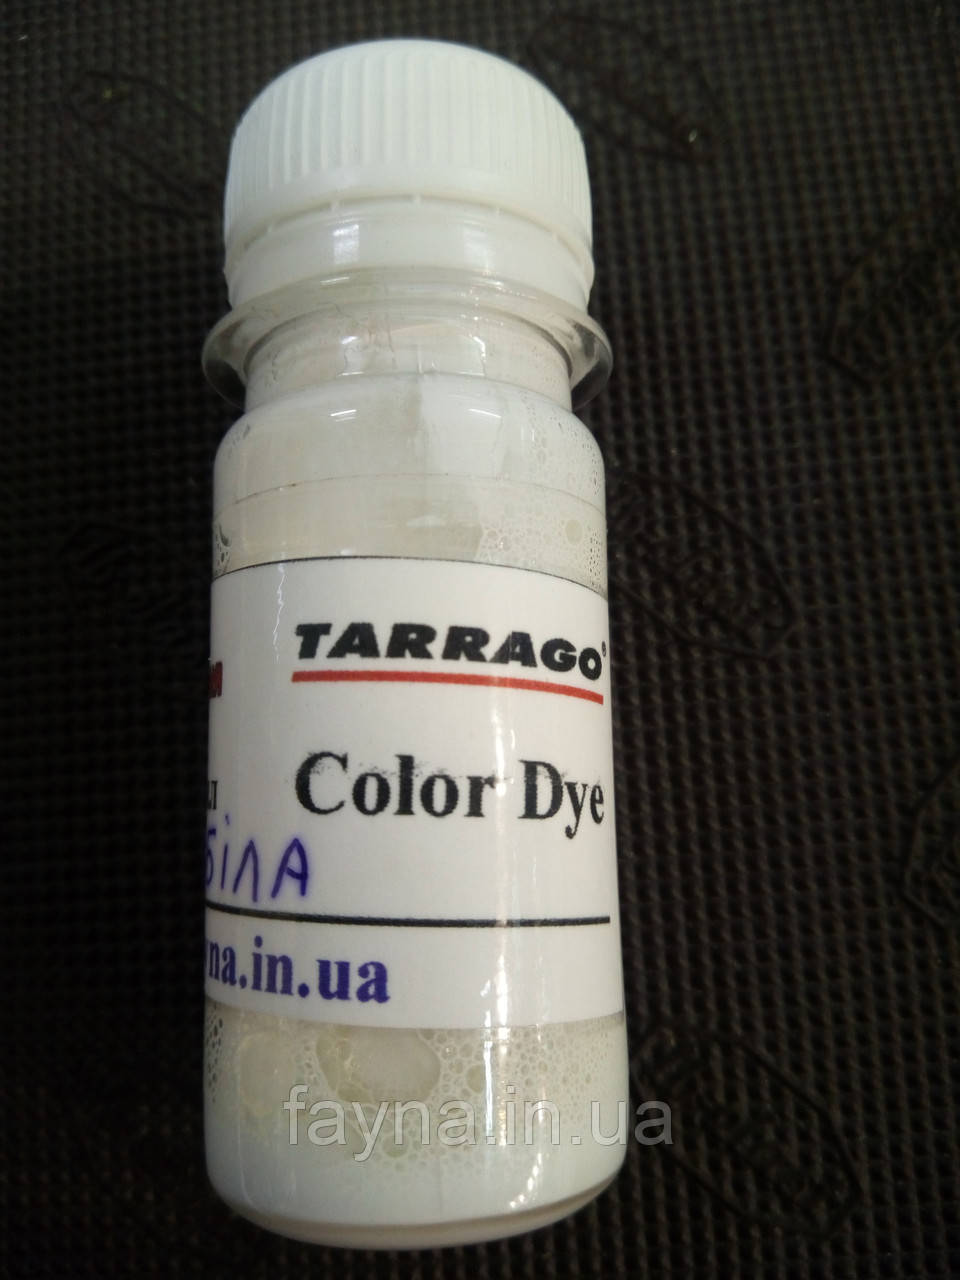 TARRAGO®
Color Dye
біла
na.in.ua
fayna.in.ua